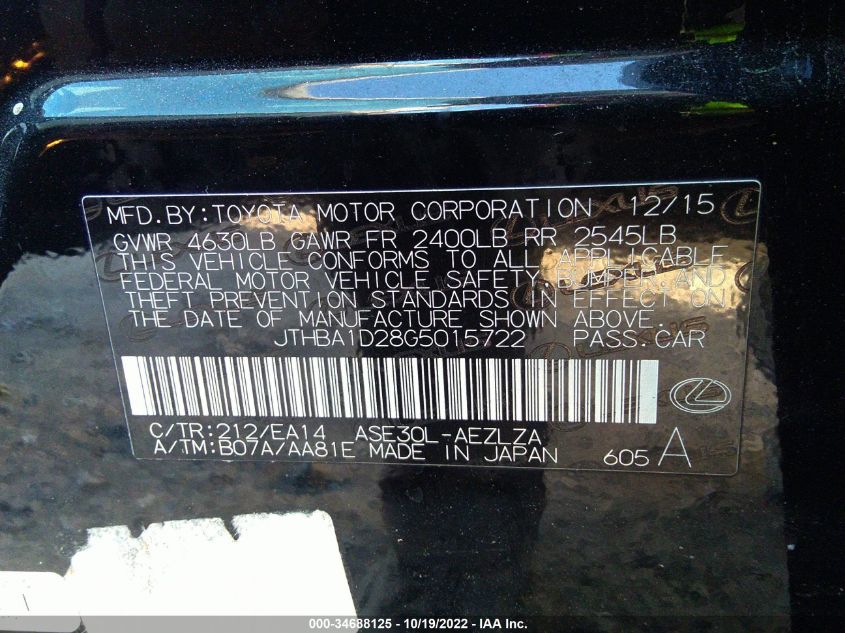 MFD.BY:TOYOTA MOTOR CORPORATION 12/15
GVWR 4630LB GAWR FR 2400LB RR 2545LB
THIS VEHICLE CONFORMS TO ALL APPLICABLE
FEDERAL MOTOR VEHICLE SAFETY, BUMPER,AND
THEFT PREVENTION STANDARDS IN EFFECT ON
THE DATE OF MANUFACTURE SHOWN ABOVE.
JTHBA1D28G5015722 PASS.CAR
C/TR:212/EA14 ASE30L-AEZLZA
A/TM:B07A/AA81E MADE IN JAPAN 605 A
000-34688125 - 10/19/2022 - IAA Inc.